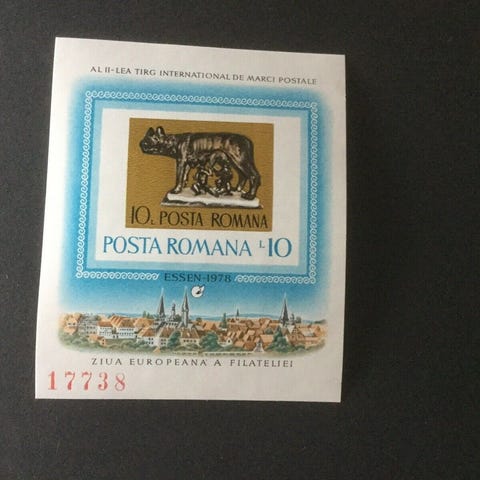 AL II-LEA TIRG INTERNATIONAL DE MARCI POSTALE
10. POSTA ROMANA
POSTA ROMANA L10
ESSEN-1978
ZIUA EUROPEANA A FILATELIEI
17738